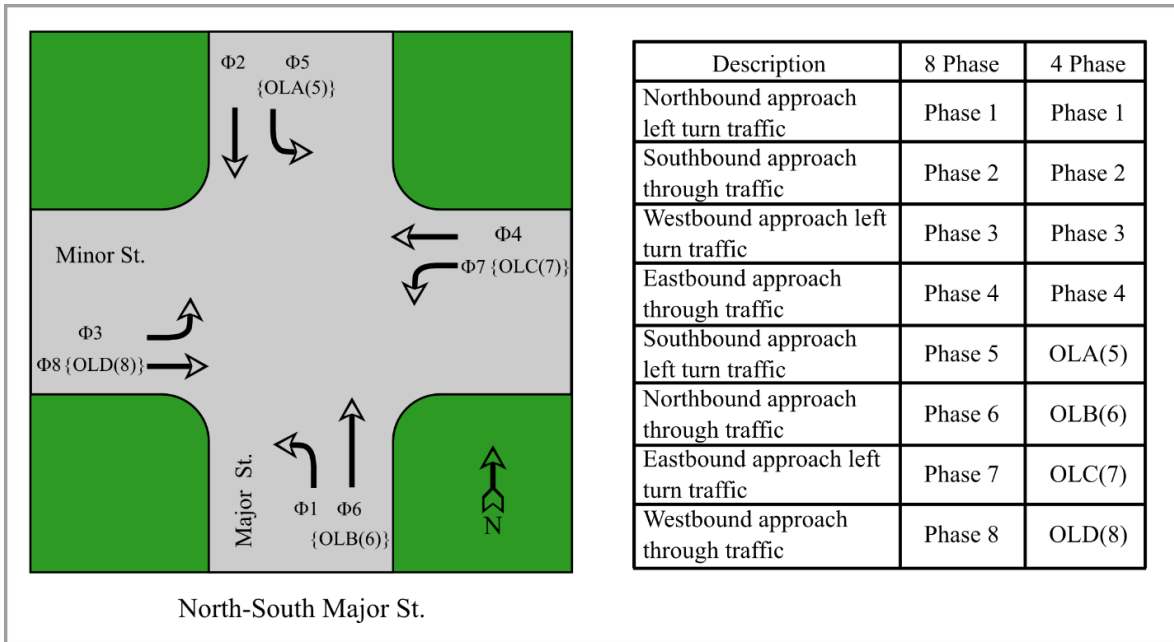 Φ2 Φ5
{OLA(5)}
Minor St.
Φ4
Φ7 {OLC(7)}
Φ3
Φ8 {OLD(8)}
Major St.
Φ1 Φ6
{OLB(6)}
N
North-South Major St.
Description 8 Phase 4 Phase
Northbound approach
left turn traffic Phase 1 Phase 1
Southbound approach
through traffic Phase 2 Phase 2
Westbound approach left
turn traffic Phase 3 Phase 3
Eastbound approach
through traffic Phase 4 Phase 4
Southbound approach
left turn traffic Phase 5 OLA(5)
Northbound approach
through traffic Phase 6 OLB(6)
Eastbound approach left
turn traffic Phase 7 OLC(7)
Westbound approach
through traffic Phase 8 OLD(8)